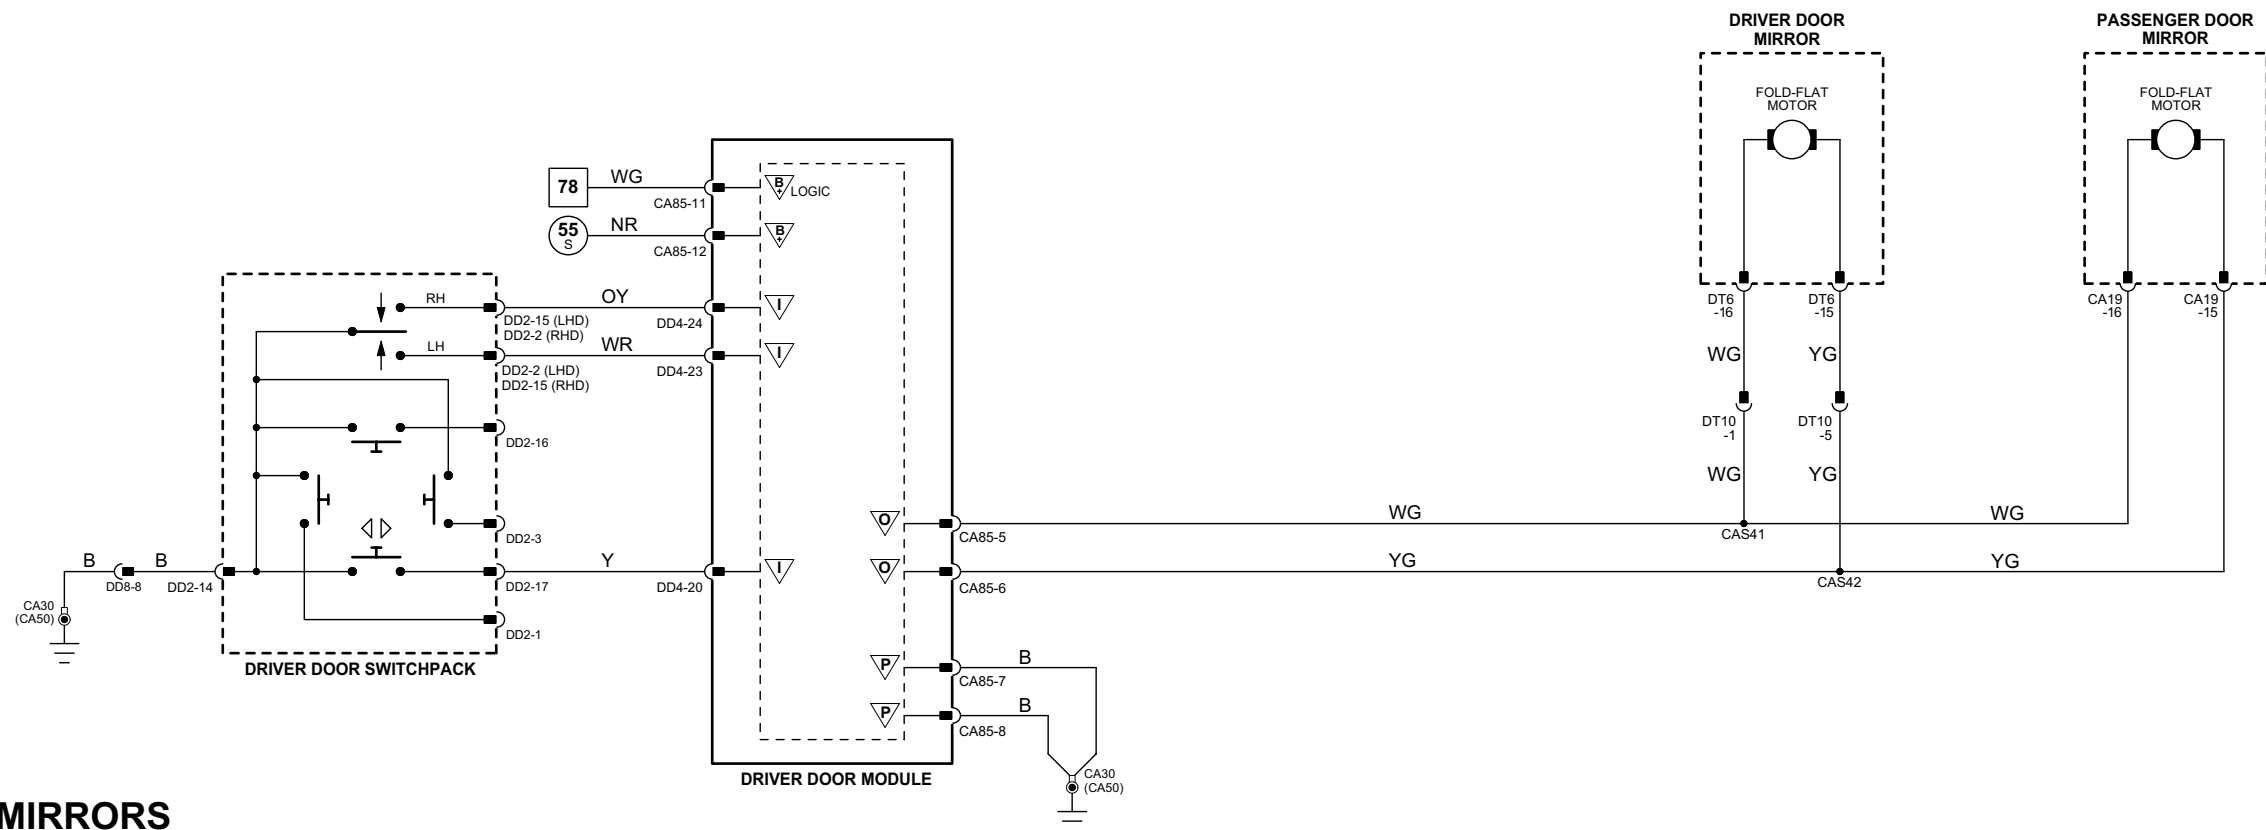 DRIVER DOOR
MIRROR
PASSENGER DOOR
MIRROR
FOLD-FLAT
MOTOR
FOLD-FLAT
MOTOR
78
WG
CA85-11
B
+
LOGIC
55
S
NR
CA85-12
B
+
RH
OY
DD2-15 (LHD)
DD2-2 (RHD)
DD4-24
I
LH
WR
DD2-2 (LHD)
DD2-15 (RHD)
DD4-23
I
DT6
-16
DT6
-15
CA19
-16
CA19
-15
WG
YG
DT10
-1
DT10
-5
WG
YG
DD2-16
DD2-3
O
CA85-5
WG
CAS41
WG
B
DD8-8
B
DD2-14
DD2-17
Y
DD4-20
I
O
CA85-6
YG
CAS42
YG
CA30
(CA50)
DD2-1
DRIVER DOOR SWITCHPACK
P
CA85-7
B
P
CA85-8
B
CA30
(CA50)
DRIVER DOOR MODULE
MIRRORS